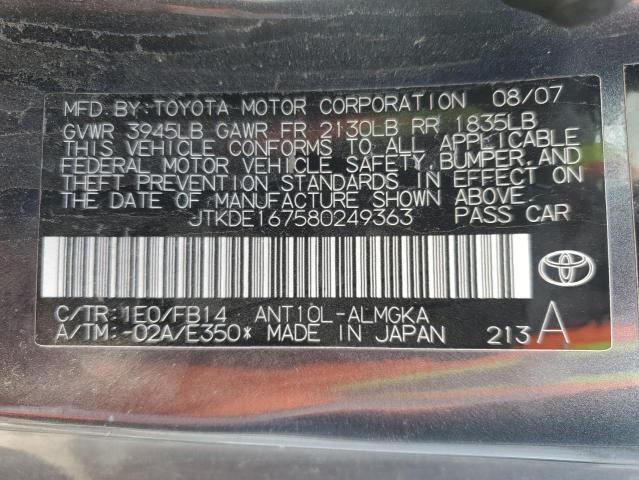 MFD.BY:TOYOTA MOTOR CORPORATION 08/07
GVWR 3945LB GAWR FR 2130LB RR 1835LB
THIS VEHICLE CONFORMS TO ALL APPLICABLE
FEDERAL MOTOR VEHICLE SAFETY, BUMPER, AND
THEFT PREVENTION STANDARDS IN EFFECT ON
THE DATE OF MANUFACTURE SHOWN ABOVE.
JTKDE167580249363 PASS CAR
C/TR:1E0/FB14 ANT10L-ALMGKA
A/TM:-02A/E350* MADE IN JAPAN 213 A
TOYOTA